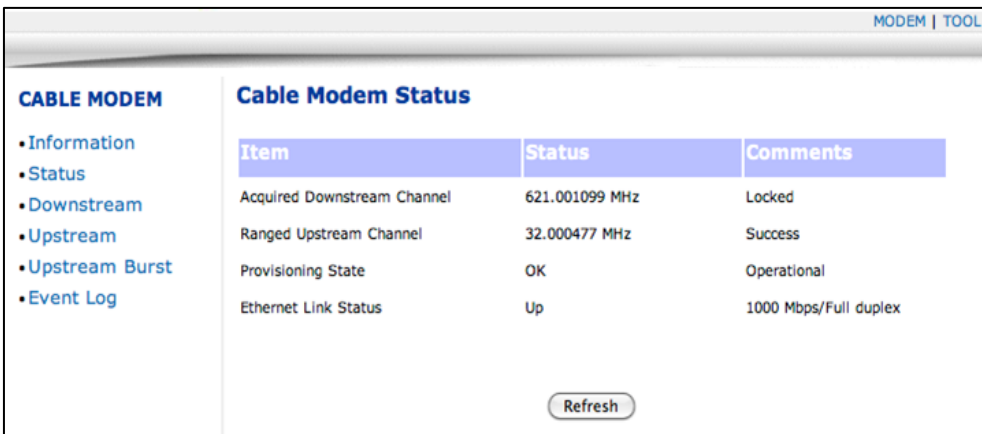 MODEM | TOOL
CABLE MODEM
•Information
•Status
•Downstream
•Upstream
•Upstream Burst
•Event Log
Cable Modem Status
Item Status Comments
Acquired Downstream Channel 621.001099 MHz Locked
Ranged Upstream Channel 32.000477 MHz Success
Provisioning State OK Operational
Ethernet Link Status Up 1000 Mbps/Full duplex
Refresh